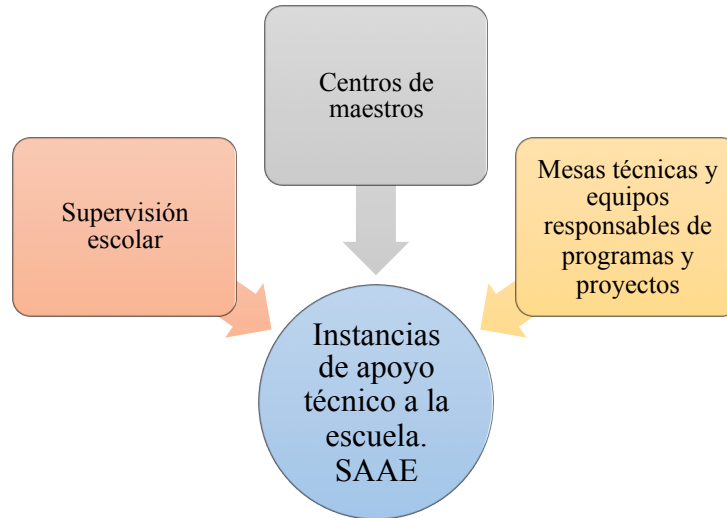 Centros de
maestros
Supervisión
escolar
Mesas técnicas y
equipos
responsables de
programas y
proyectos
Instancias
de apoyo
técnico a la
escuela.
SAAE